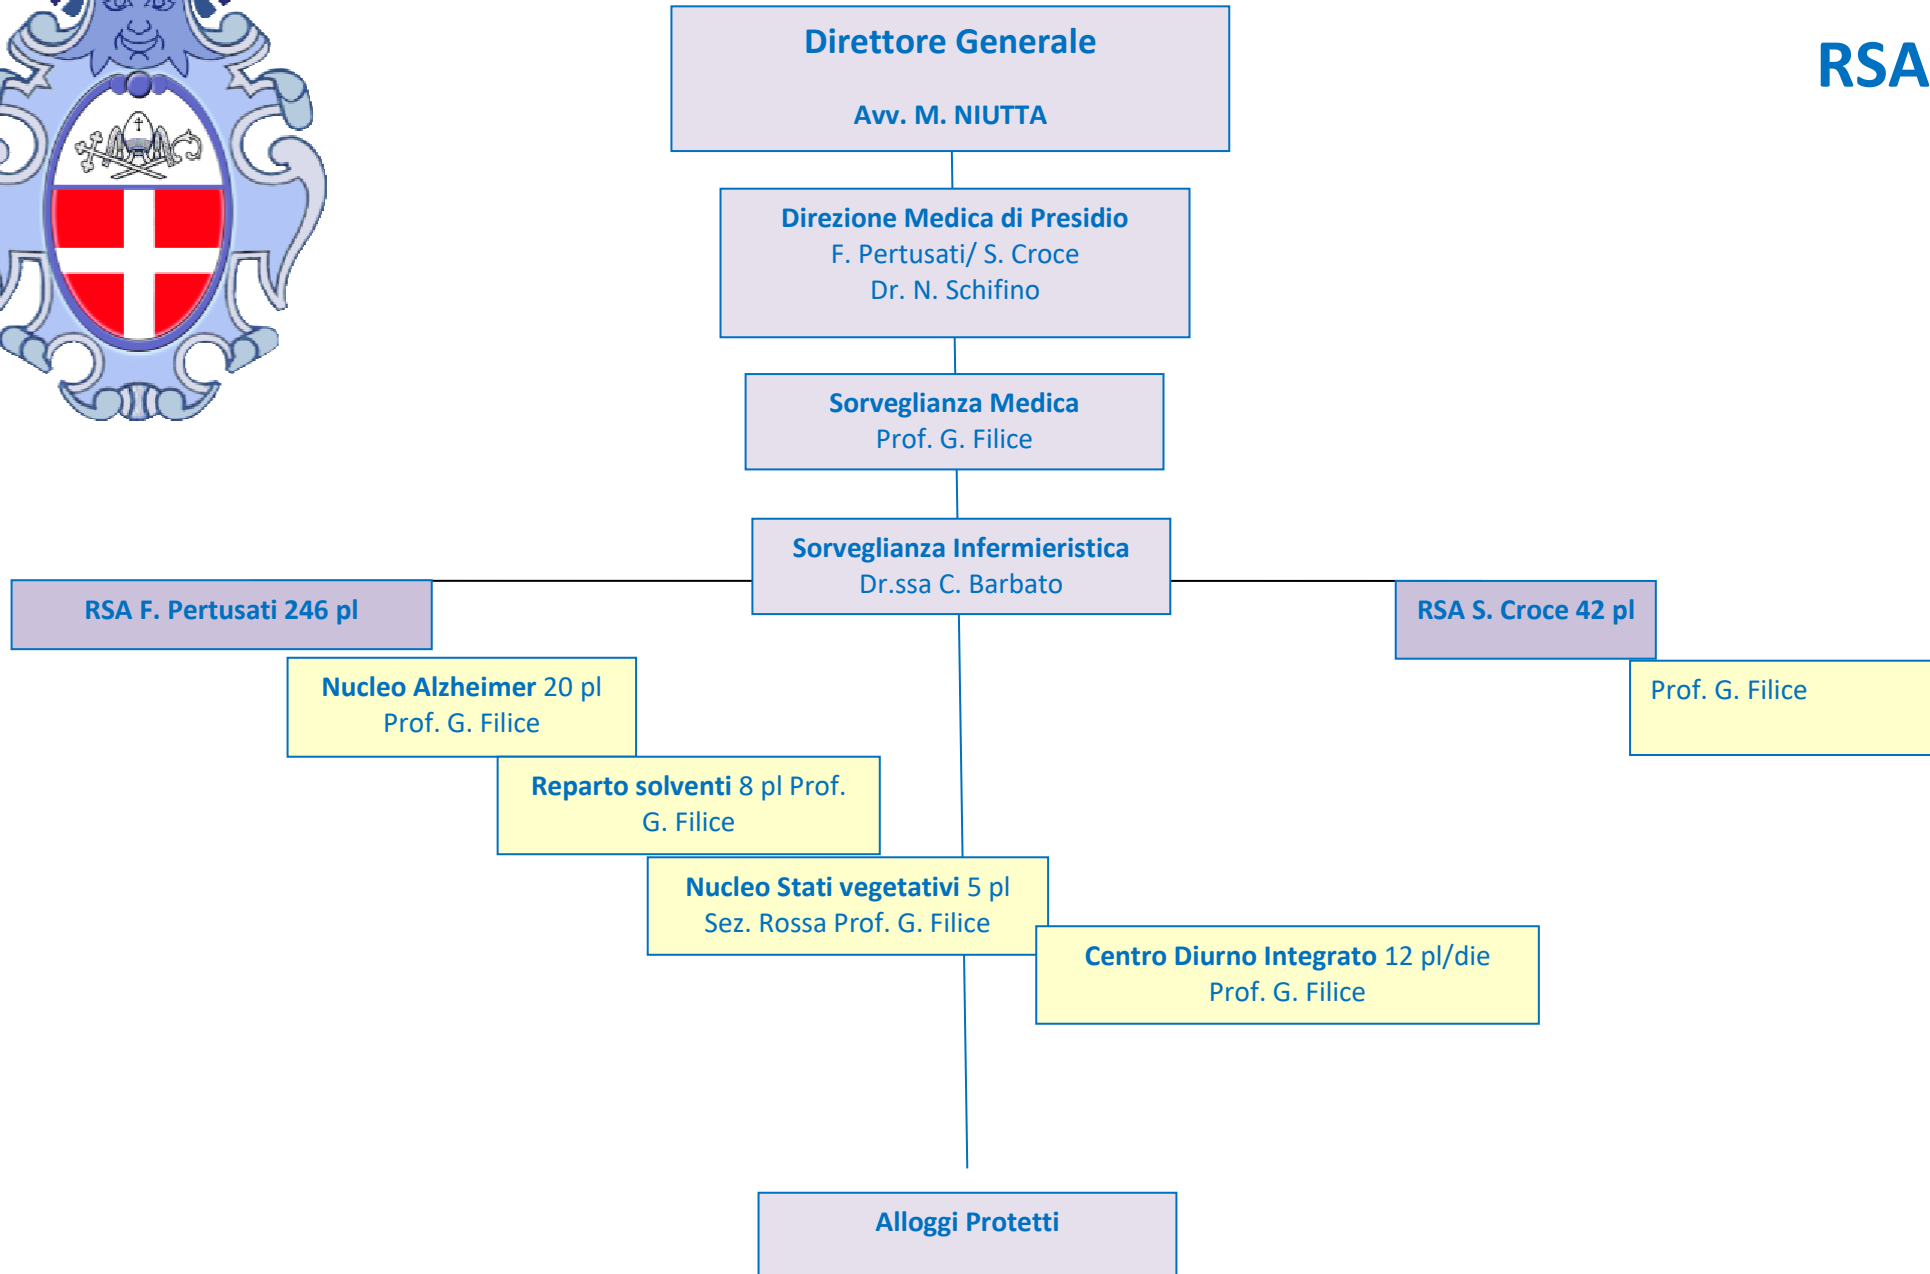 Direttore Generale
RSA
Avv. M. NIUTTA
Direzione Medica di Presidio
F. Pertusati/ S. Croce
Dr. N. Schifino
Sorveglianza Medica
Prof. G. Filice
Sorveglianza Infermieristica
Dr.ssa C. Barbato
RSA F. Pertusati 246 pl
RSA S. Croce 42 pl
Nucleo Alzheimer 20 pl
Prof. G. Filice
Prof. G. Filice
Reparto solventi 8 pl Prof.
G. Filice
Nucleo Stati vegetativi 5 pl
Sez. Rossa Prof. G. Filice
Centro Diurno Integrato 12 pl/die
Prof. G. Filice
Alloggi Protetti